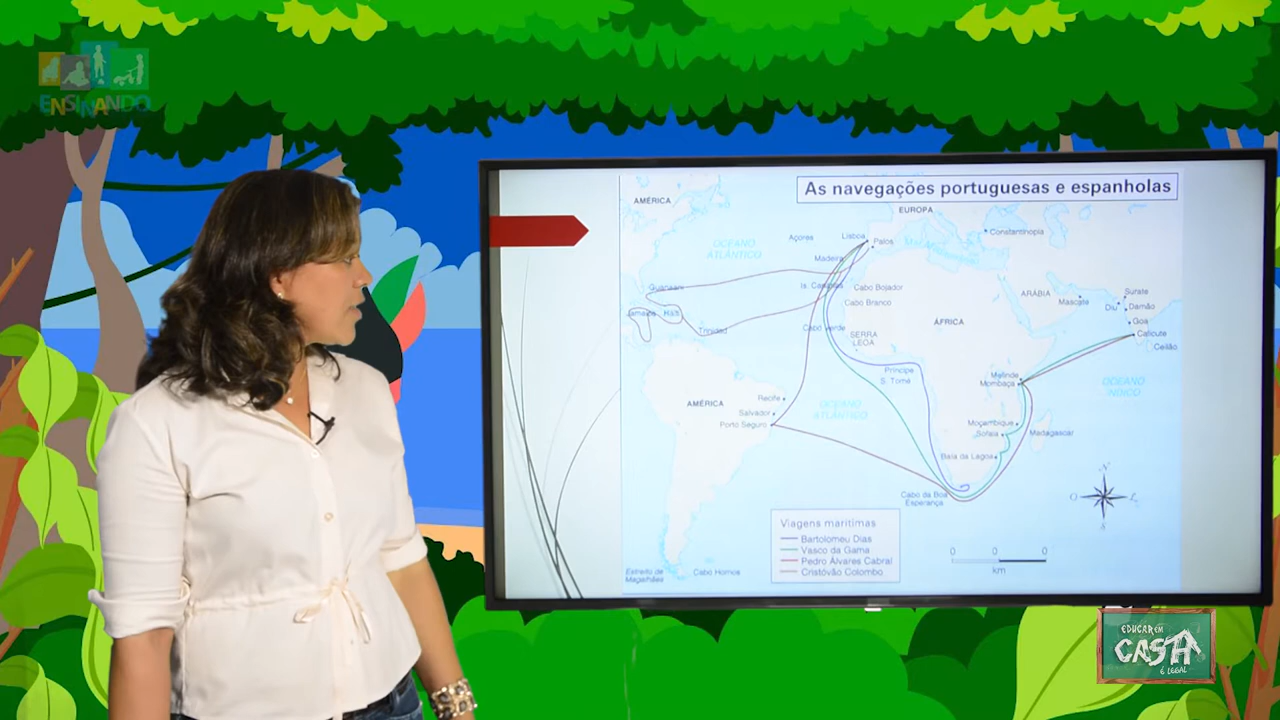 ENSINANDO
As navegações portuguesas e espanholas
AMÉRICA
EUROPA
Açores
Lisboa
Palos
Constantinopla
OCEANO
ATLÂNTICO
Madeira
Is. Canárias
Cabo Bojador
Cabo Branco
Guanaani
Jamaica
Haiti
Trinidad
Cabo Verde
SERRA
LEOA
ÁFRICA
ARÁBIA
Mascate
Surate
Diu
Damão
Goa
Calicute
Ceilão
Príncipe
S. Tomé
Melinde
Mombaça
OCEANO
ÍNDICO
AMÉRICA
Recife
Salvador
Porto Seguro
OCEANO
ATLÂNTICO
Moçambique
Sofala
Madagascar
Baía da Lagoa
Cabo da Boa
Esperança
N
O
L
S
Viagens marítimas
Bartolomeu Dias
Vasco da Gama
Pedro Álvares Cabral
Cristóvão Colombo
0 0 0
km
Estreito de
Magalhães
Cabo Hornos
EDUCAR EM
CASA
É LEGAL